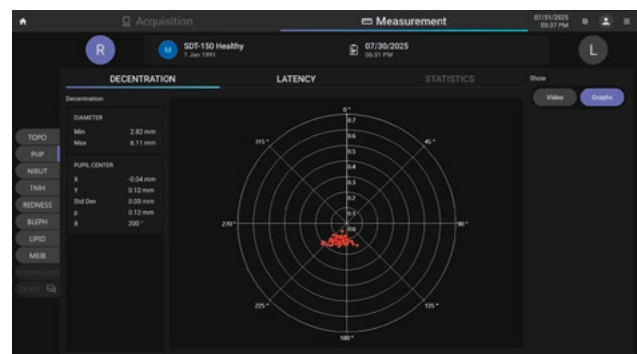 Acquisition
Measurement
07/31/2025
03:37 PM
R
M
SDT-150 Healthy
1 Jan 1991
07/30/2025
06:51 PM
L
DECENTRATION
LATENCY
STATISTICS
Show
Video
Graphs
Decentration
DIAMETER
Min 2.82 mm
Max 6.11 mm
PUPIL CENTER
X -0.04 mm
Y 0.12 mm
Std Dev 0.03 mm
ρ 0.12 mm
200 °
TOPO
PUP
NIBUT
TMH
REDNESS
BLEPH
LIPID
MEIB
QUEST
0°
45 °
90 °
135 °
180 °
225 °
270 °
315 °
0.7
0.6
0.5
0.4
0.3
0.2
0.1
0.0